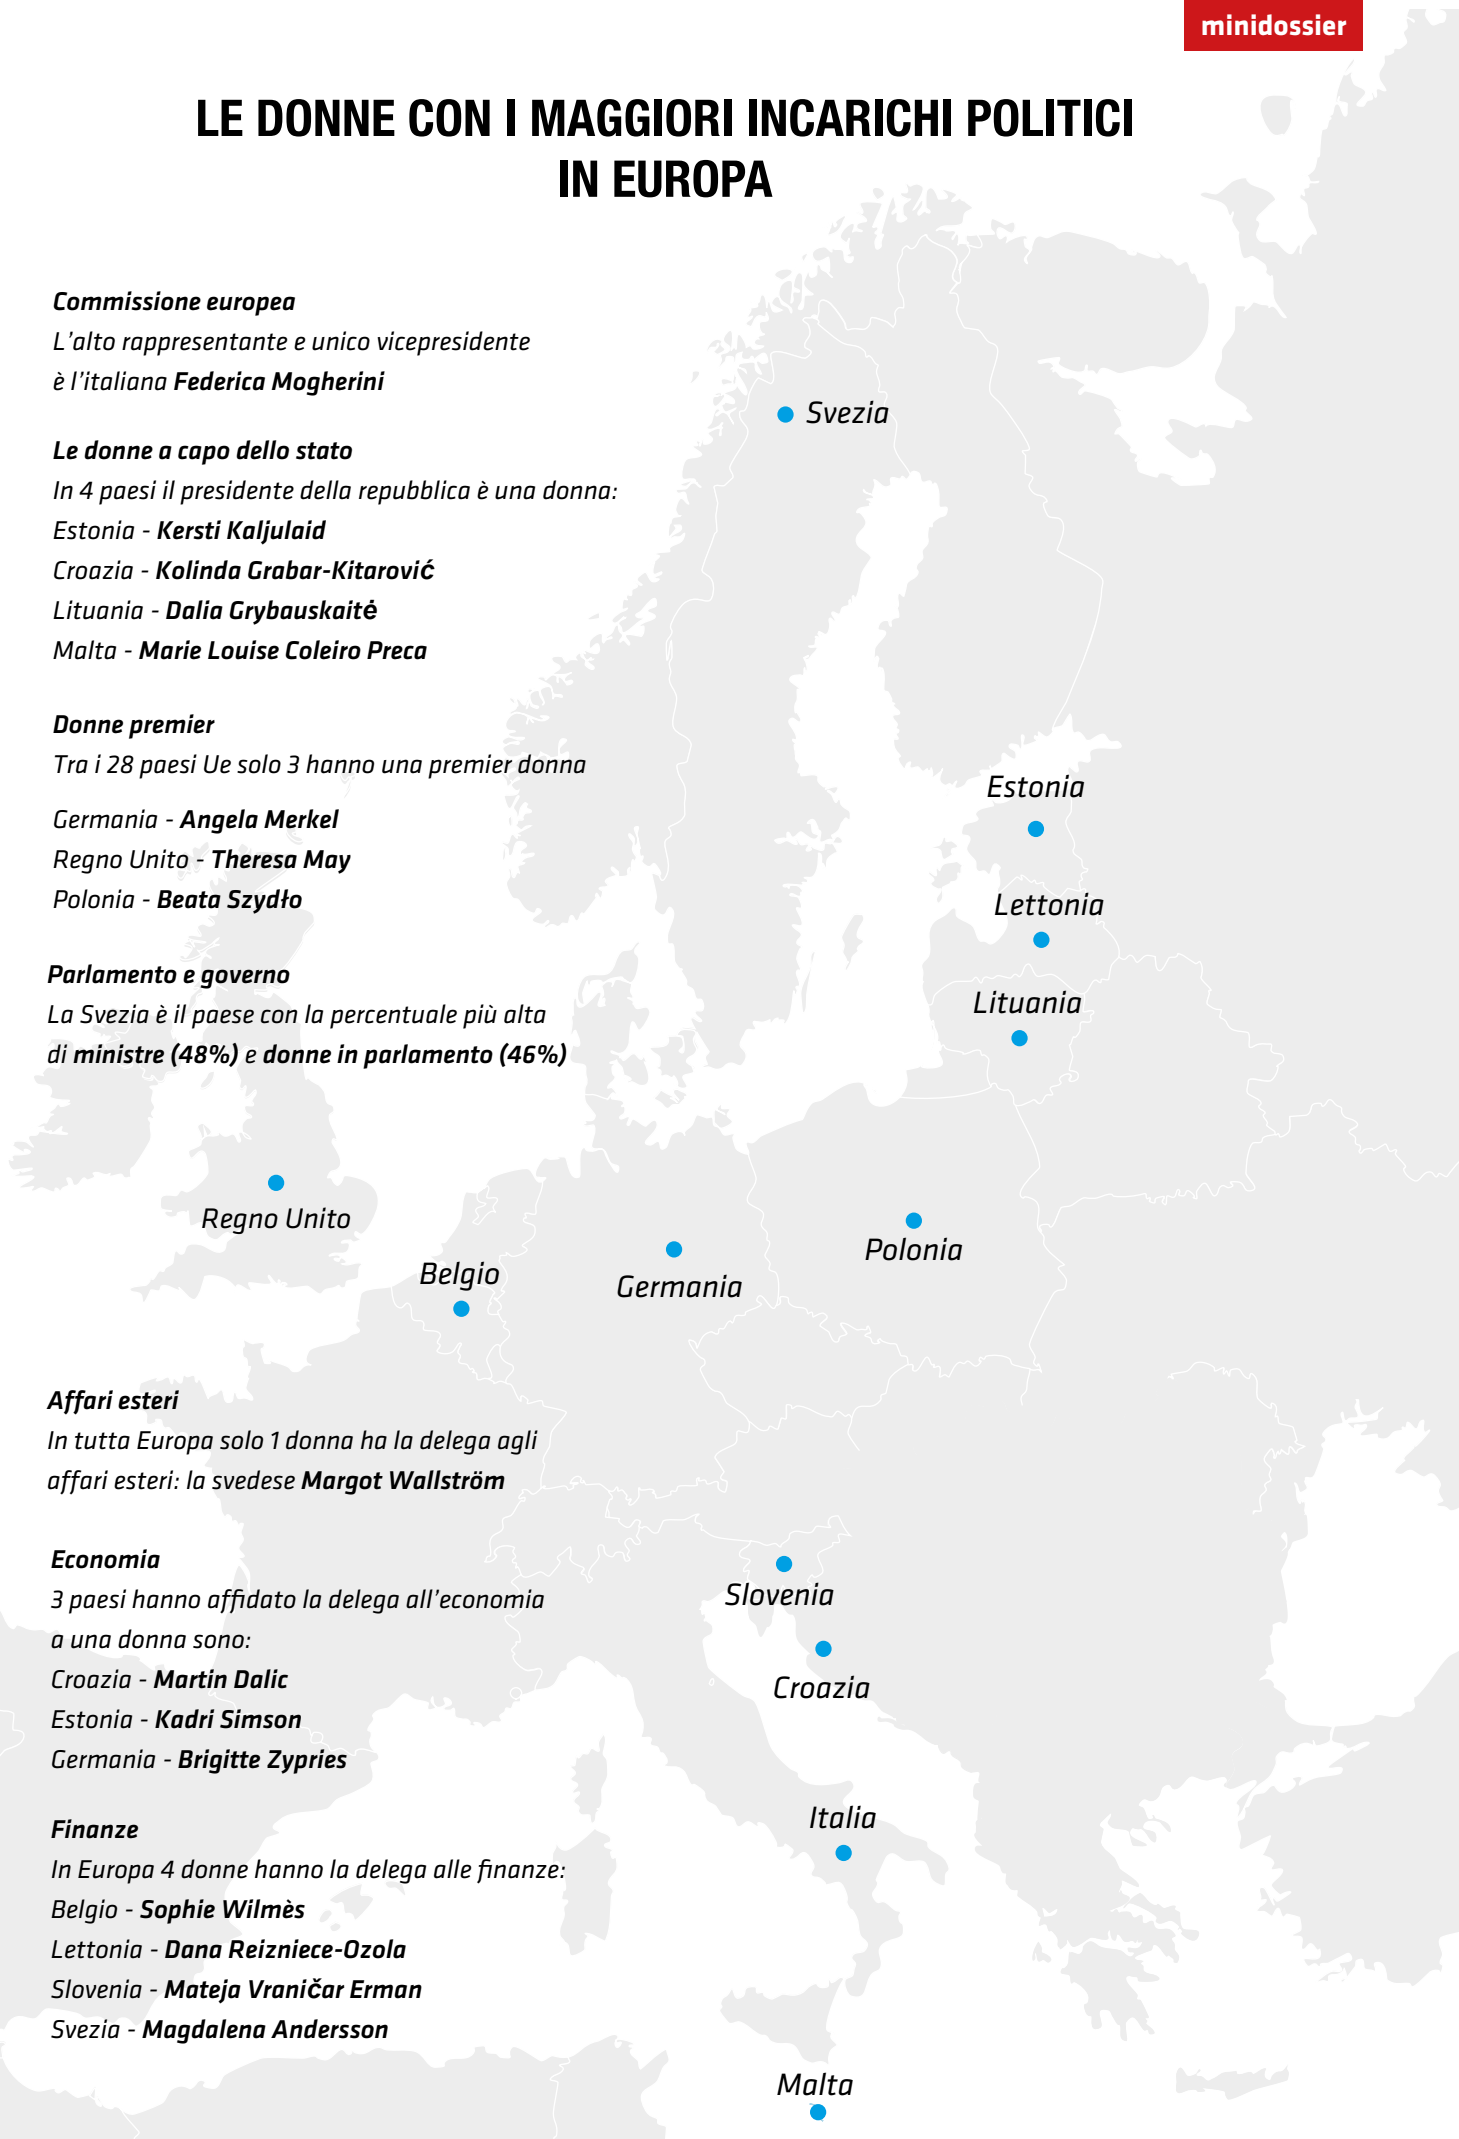 minidossier
LE DONNE CON I MAGGIORI INCARICHI POLITICI
IN EUROPA
Commissione europea
L'alto rappresentante e unico vicepresidente
è l'italiana Federica Mogherini
Le donne a capo dello stato
In 4 paesi il presidente della repubblica è una donna:
Estonia - Kersti Kaljulaid
Croazia - Kolinda Grabar-Kitarović
Lituania - Dalia Grybauskaitė
Malta - Marie Louise Coleiro Preca
Donne premier
Tra i 28 paesi Ue solo 3 hanno una premier donna
Germania - Angela Merkel
Regno Unito - Theresa May
Polonia - Beata Szydło
Parlamento e governo
La Svezia è il paese con la percentuale più alta
di ministre (48%) e donne in parlamento (46%)
Affari esteri
In tutta Europa solo 1 donna ha la delega agli
affari esteri: la svedese Margot Wallström
Economia
3 paesi hanno affidato la delega all'economia
a una donna sono:
Croazia - Martin Dalic
Estonia - Kadri Simson
Germania - Brigitte Zypries
Finanze
In Europa 4 donne hanno la delega alle finanze:
Belgio - Sophie Wilmès
Lettonia - Dana Reizniece-Ozola
Slovenia - Mateja Vraničar Erman
Svezia - Magdalena Andersson
Svezia
Estonia
Lettonia
Lituania
Regno Unito
Polonia
Belgio
Germania
Slovenia
Croazia
Italia
Malta